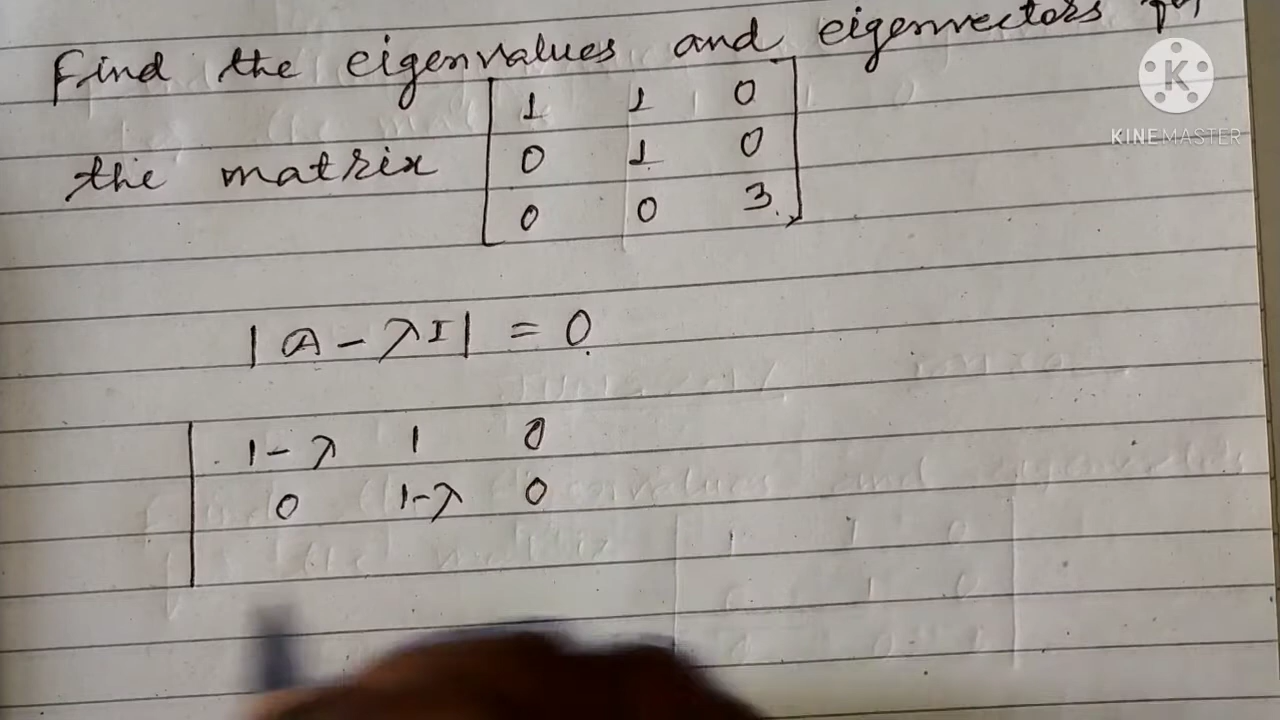 Find the eigenvalues and eigenvectors for
1 1 0
the matrix 0 1 0
0 0 3
|A - λI| = 0
1-λ 1 0
0 1-λ 0
K
KINEMASTER